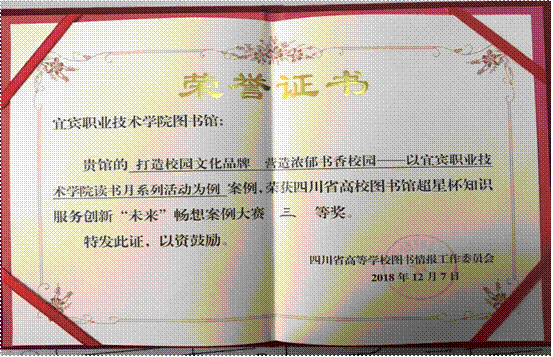 荣誉证书
宜宾职业技术学院图书馆：
贵馆的 打造校园文化品牌 营造浓郁书香校园——以宜宾职业技
术学院读书月系列活动为例 案例，荣获四川省高校图书馆超星杯知识
服务创新“未来”畅想案例大赛 三 等奖。
特发此证，以资鼓励。
四川省高等学校图书情报工作委员会
2018年12月7日